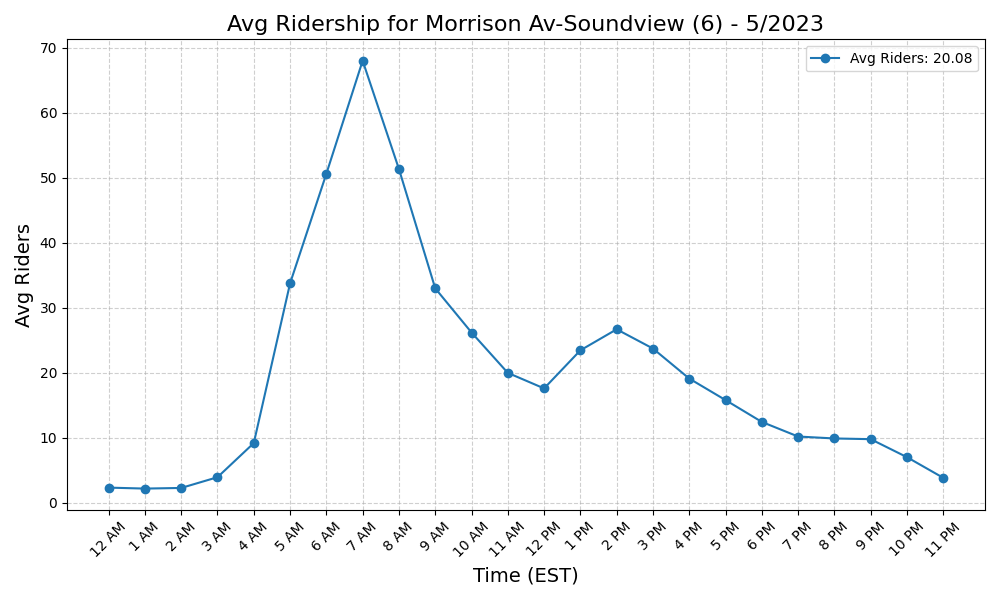 Avg Ridership for Morrison Av-Soundview (6) - 5/2023
Avg Riders: 20.08
Avg Riders
70
60
50
40
30
20
10
0
12 AM
1 AM
2 AM
3 AM
4 AM
5 AM
6 AM
7 AM
8 AM
9 AM
10 AM
11 AM
12 PM
1 PM
2 PM
3 PM
4 PM
5 PM
6 PM
7 PM
8 PM
9 PM
10 PM
11 PM
Time (EST)